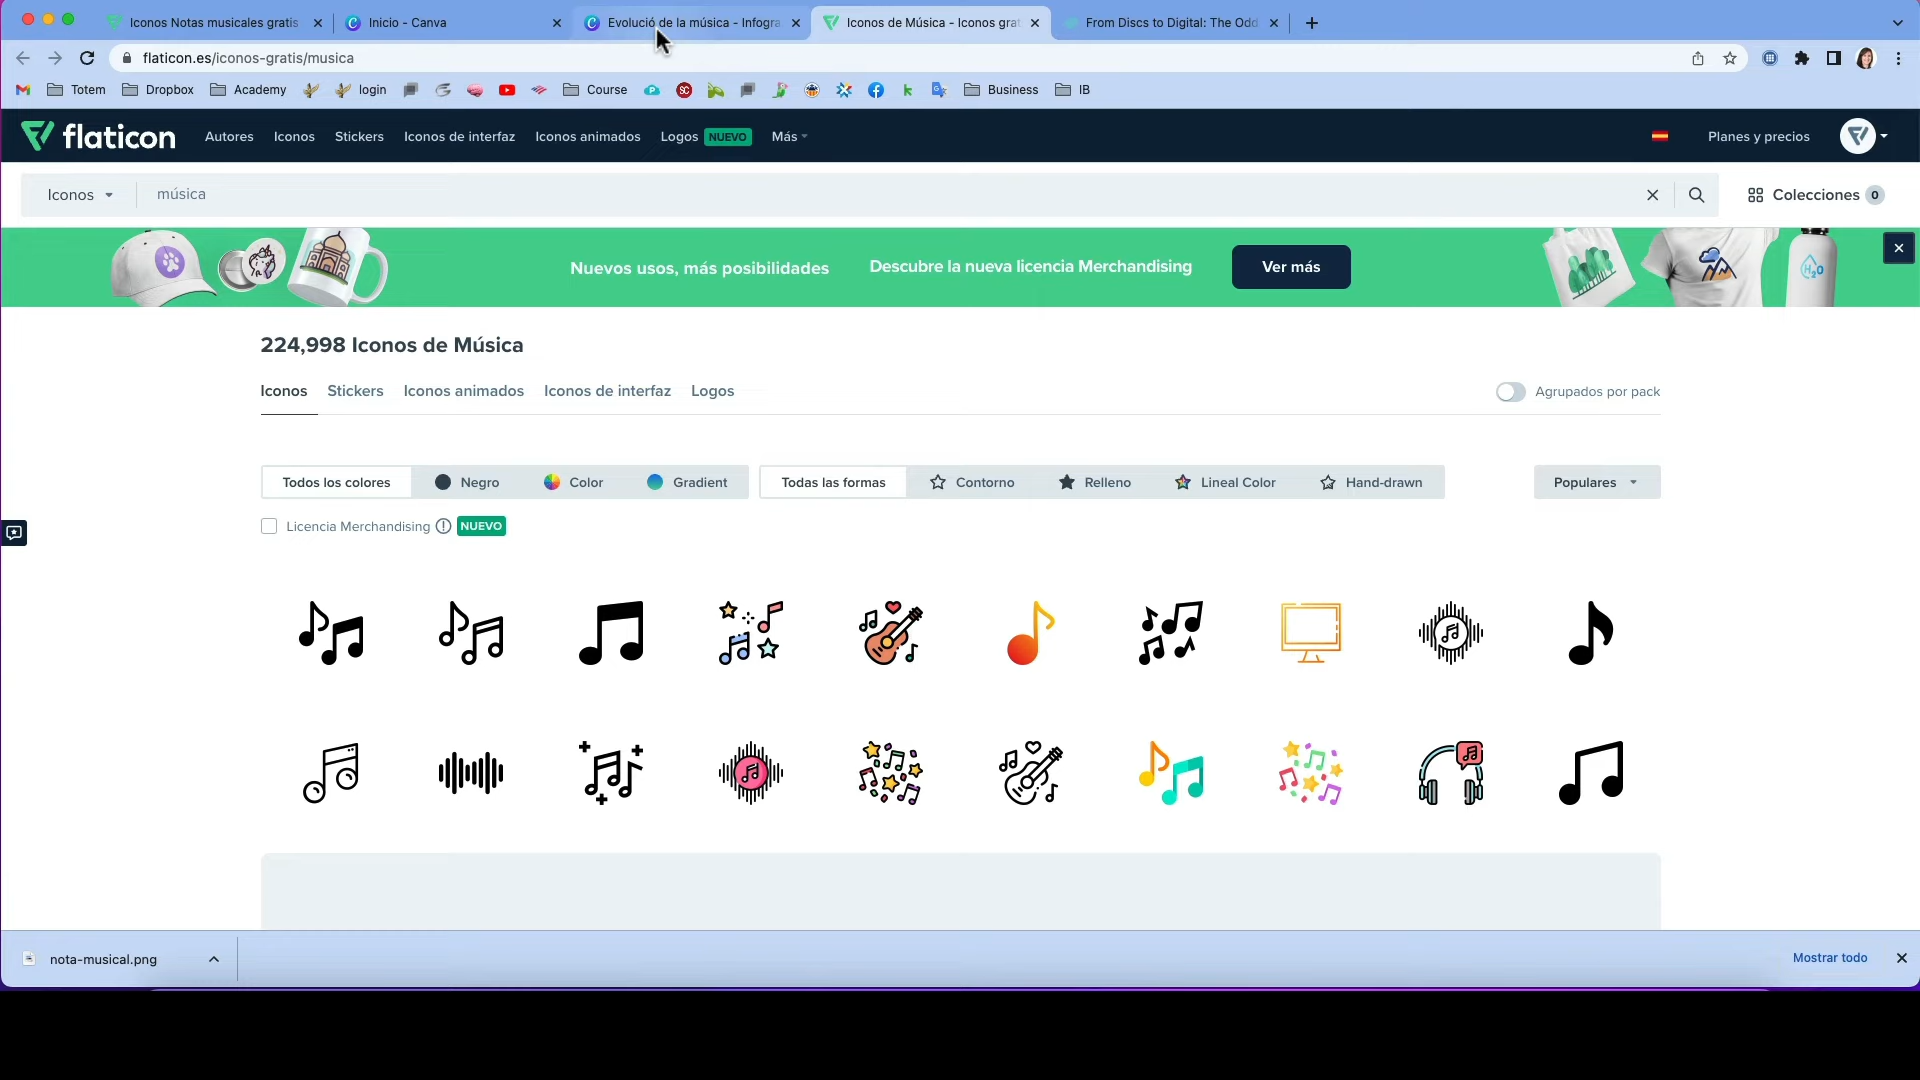 Iconos Notas musicales gratis
Inicio - Canva
Evolució de la música - Infogra
Iconos de Música - Iconos grat
From Discs to Digital: The Odd
flaticon.es/iconos-gratis/musica
Totem
Dropbox
Academy
login
Course
Business
IB
flaticon
Autores
Iconos
Stickers
Iconos de interfaz
Iconos animados
Logos NUEVO
Más
Planes y precios
Iconos
música
Colecciones 0
Nuevos usos, más posibilidades
Descubre la nueva licencia Merchandising
Ver más
H2O
224,998 Iconos de Música
Iconos
Stickers
Iconos animados
Iconos de interfaz
Logos
Agrupados por pack
Todos los colores
Negro
Color
Gradient
Todas las formas
Contorno
Relleno
Lineal Color
Hand-drawn
Populares
Licencia Merchandising NUEVO
nota-musical.png
Mostrar todo